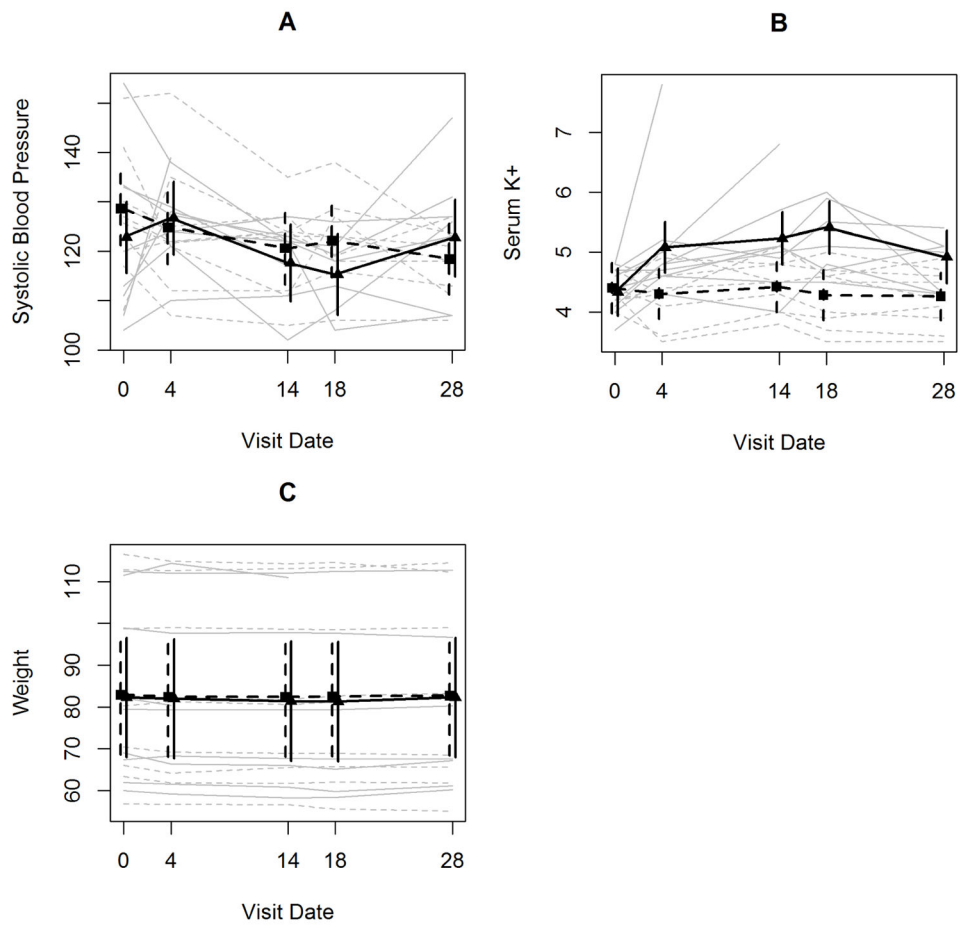 A
Systolic Blood Pressure
140
120
100
0 4 14 18 28
Visit Date
B
Serum K+
7
6
5
4
0 4 14 18 28
Visit Date
C
Weight
110
90
80
70
60
0 4 14 18 28
Visit Date